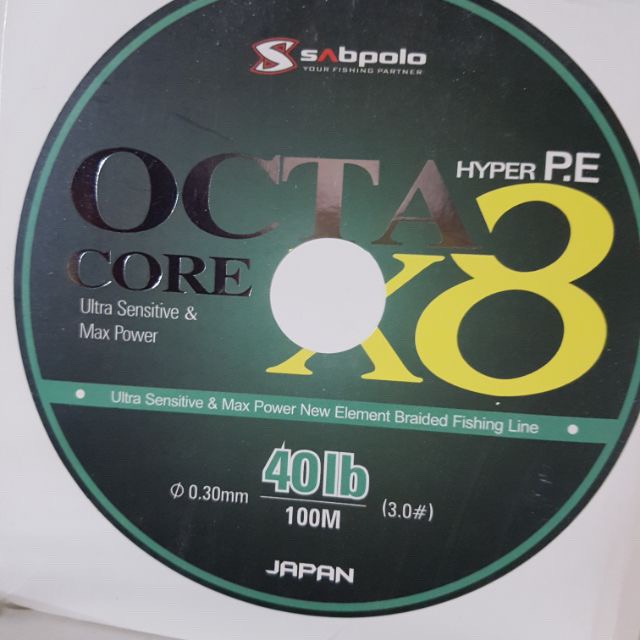 sabpolo
YOUR FISHING PARTNER
OCTA
HYPER P.E
CORE
X8
Ultra Sensitive &
Max Power
Ultra Sensitive & Max Power New Element Braided Fishing Line
Φ 0.30mm
40lb
100M
(3.0#)
JAPAN